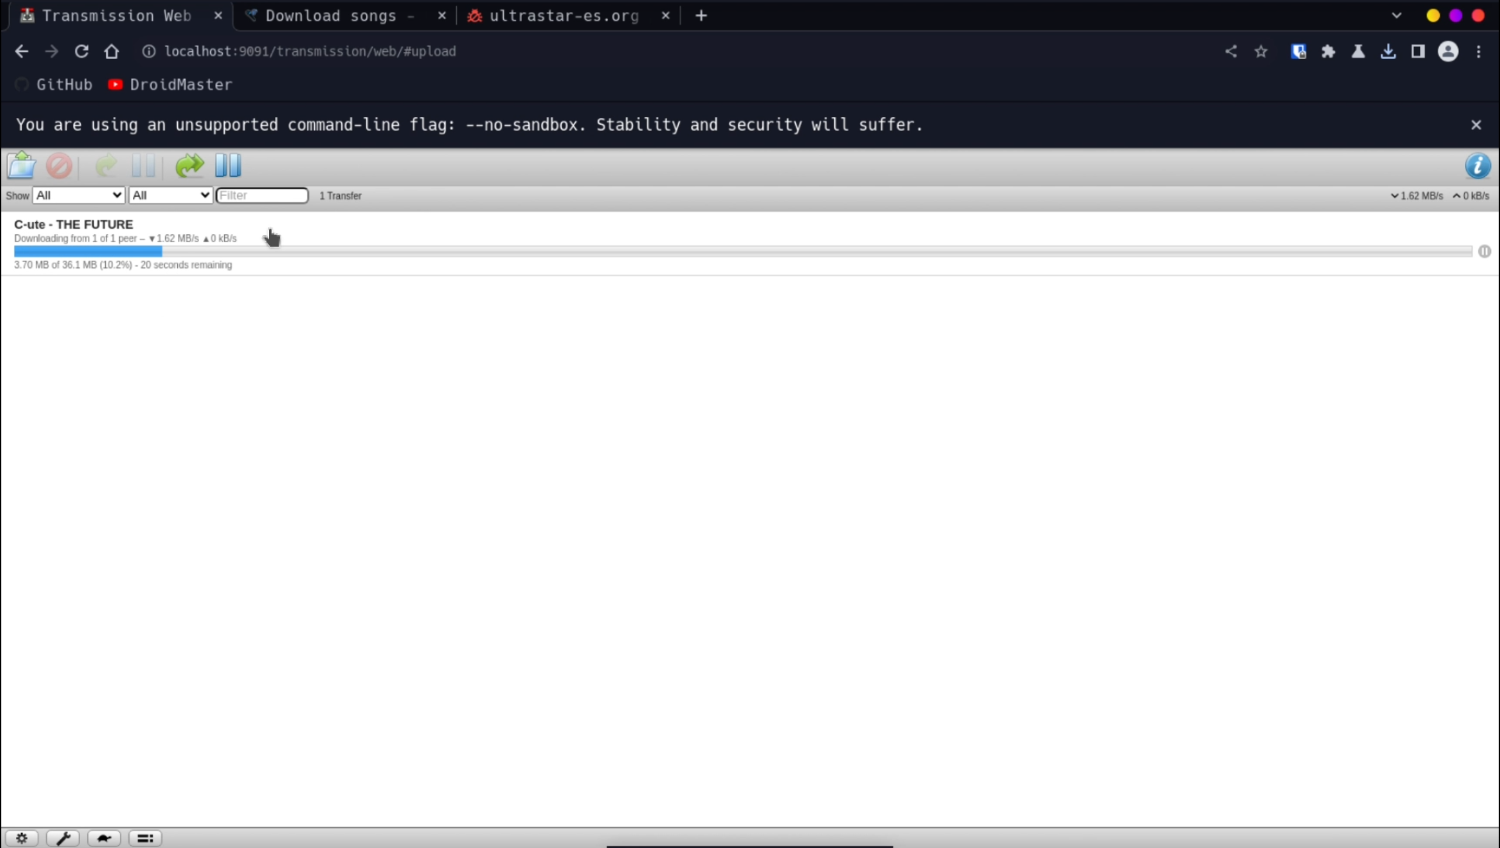 Transmission Web
Download songs -
ultrastar-es.org
localhost:9091/transmission/web/#upload
GitHub
DroidMaster
You are using an unsupported command-line flag: --no-sandbox. Stability and security will suffer.
Show All All Filter 1 Transfer 1.62 MB/s 0 kB/s
C-ute - THE FUTURE
Downloading from 1 of 1 peer – ▼1.62 MB/s ▲0 kB/s
3.70 MB of 36.1 MB (10.2%) - 20 seconds remaining